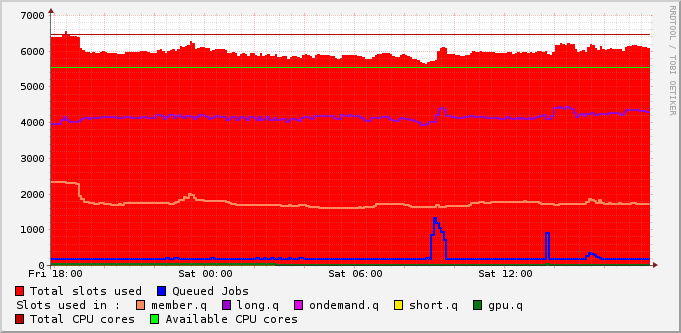 7000
6000
5000
4000
3000
2000
1000
0
Fri 18:00 Sat 00:00 Sat 06:00 Sat 12:00
Total slots used Queued Jobs
Slots used in : member.q long.q ondemand.q short.q gpu.q
Total CPU cores Available CPU cores
RRDTOOL / TOBI OETIKER